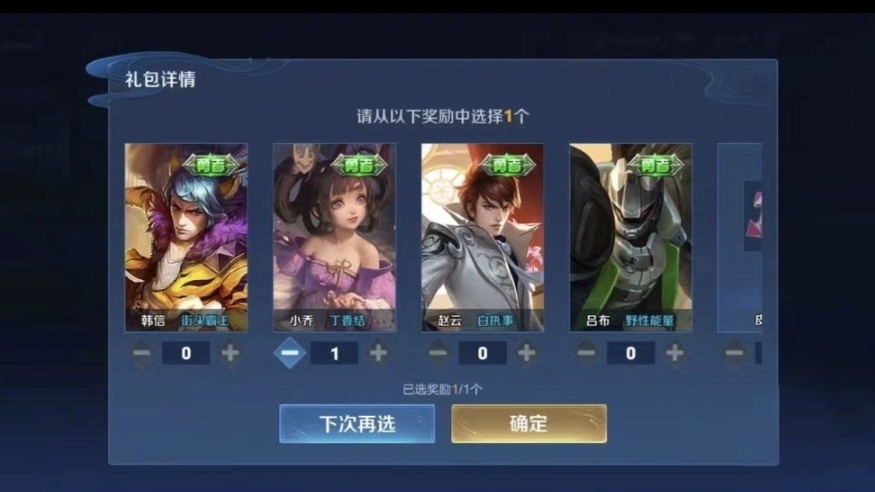 礼包详情
请从以下奖励中选择1个
勇者 勇者 勇者 勇者
韩信 街头霸王 小乔 丁香结 赵云 白执事 吕布 野性能量
0 1 0 0
已选奖励1/1个
下次再选 确定